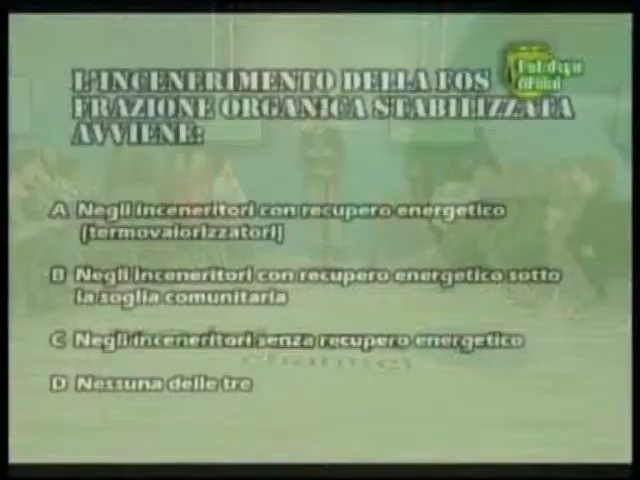 L'INCENERIMENTO DELLA FOS
FRAZIONE ORGANICA STABILIZZATA
AVVIENE:
A Negli inceneritori con recupero energetico
(termovalorizzatori)
B Negli inceneritori con recupero energetico sotto
la soglia comunitaria
C Negli inceneritori senza recupero energetico
D Nessuna delle tre